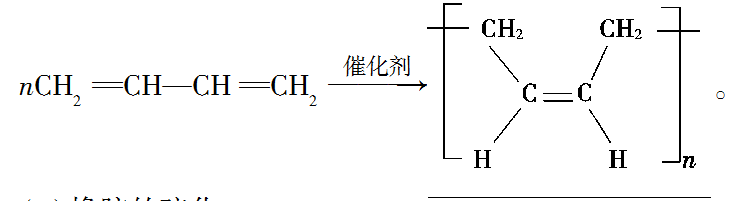 催化剂
CH₂ CH₂
nCH₂═CH—CH═CH₂ C═C 。
H H n